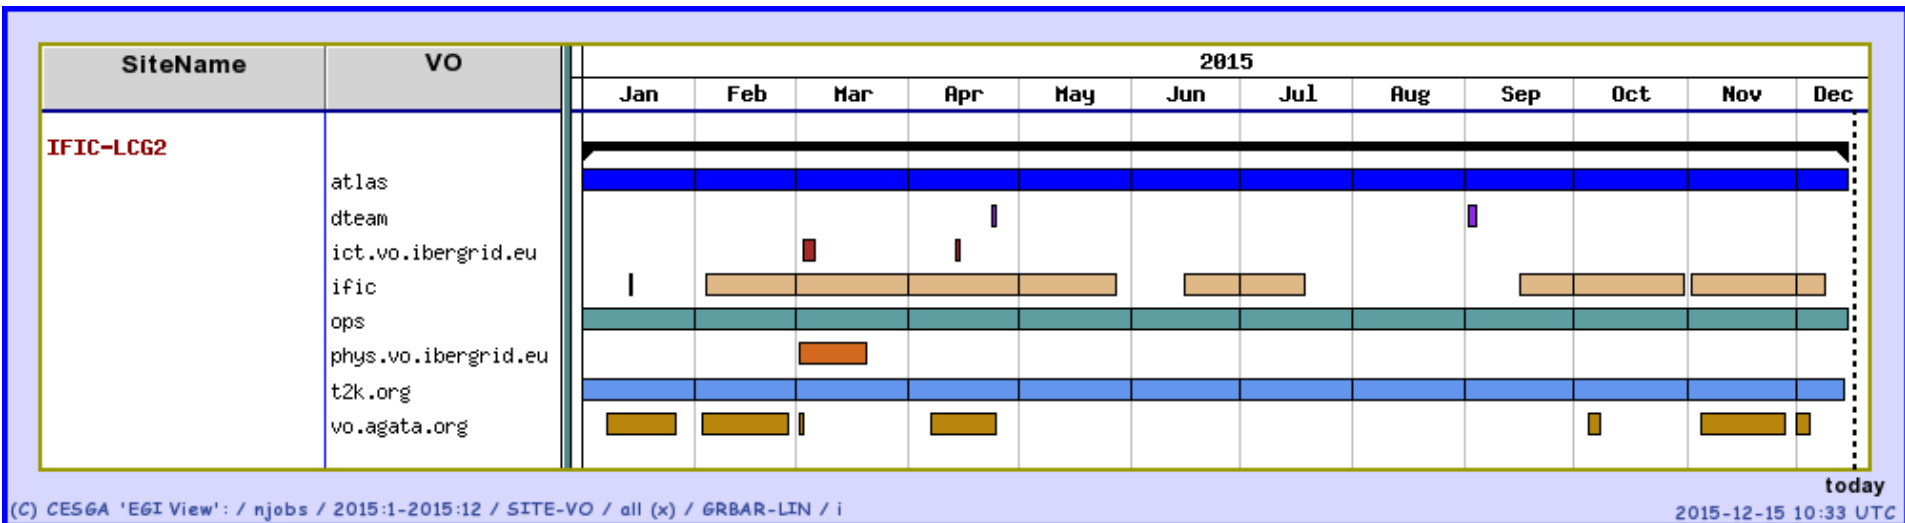 SiteName VO 2015
Jan Feb Mar Apr May Jun Jul Aug Sep Oct Nov Dec
IFIC-LCG2
atlas
dteam
ict.vo.ibergrid.eu
ific
ops
phys.vo.ibergrid.eu
t2k.org
vo.agata.org
today
(C) CESGA 'EGI View': / njobs / 2015:1-2015:12 / SITE-VO / all (x) / GRBAR-LIN / i 2015-12-15 10:33 UTC